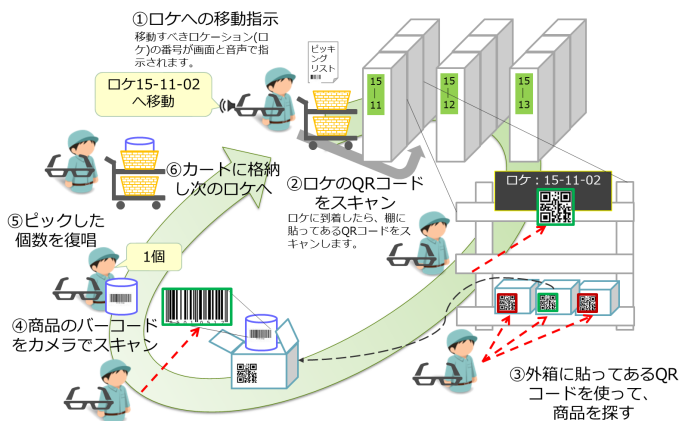 ①ロケへの移動指示
移動すべきロケーション(ロ
ケ)の番号が画面と音声で指
示されます。
ロケ15-11-02
へ移動
ピッキ
ング
リスト
15
|
11
15
|
12
15
|
13
②ロケのQRコード
をスキャン
ロケに到着したら、棚に
貼ってあるQRコードをス
キャンします。
ロケ：15-11-02
③外箱に貼ってあるQR
コードを使って、
商品を探す
④商品のバーコード
をカメラでスキャン
⑤ピックした
個数を復唱
1個
⑥カートに格納
し次のロケへ